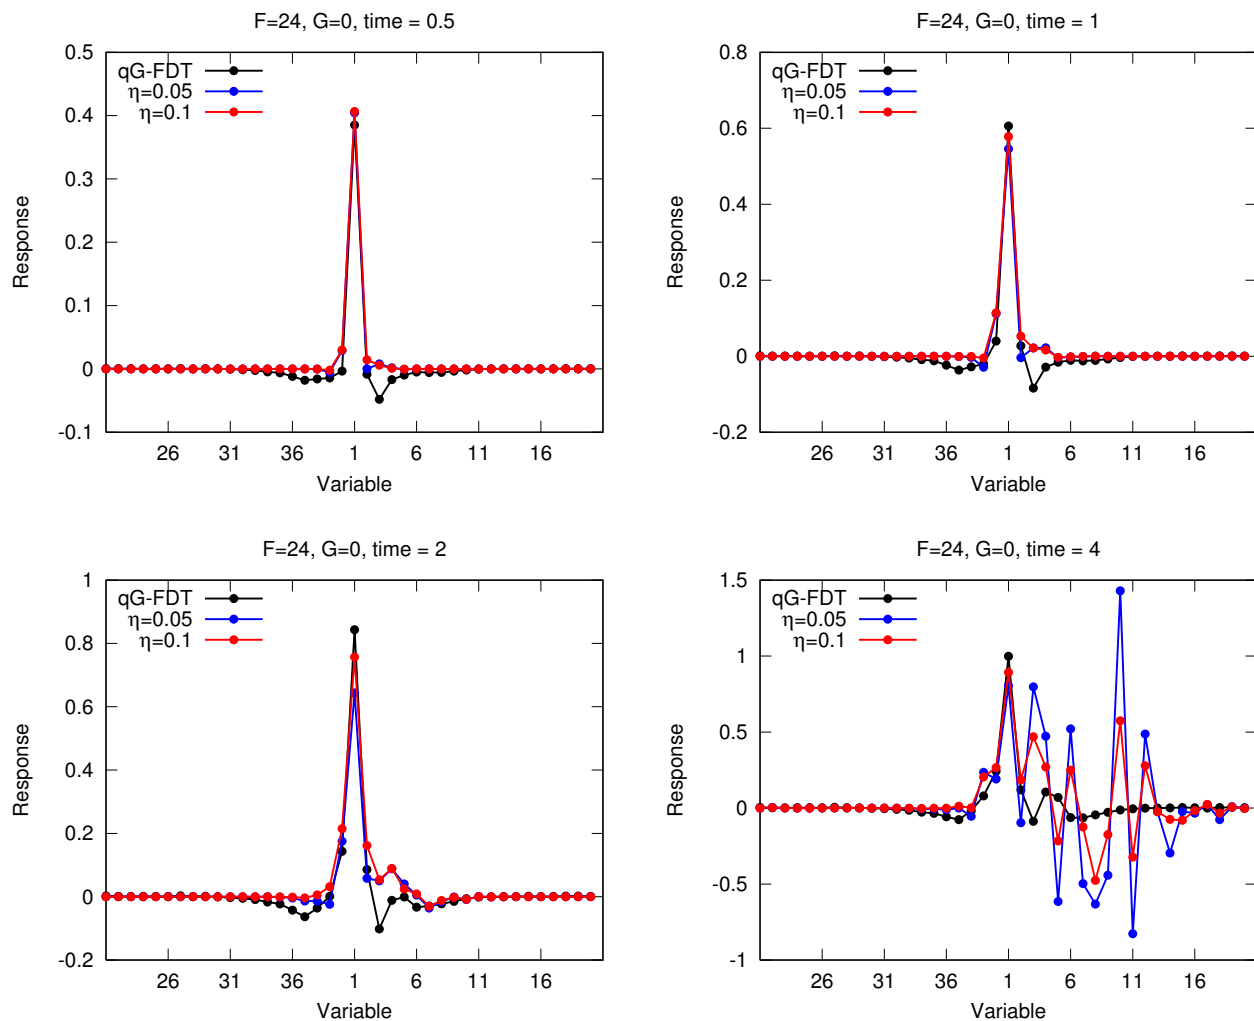 F=24, G=0, time = 0.5
0.5
0.4
0.3
0.2
0.1
0
-0.1
qG-FDT
η=0.05
η=0.1
Response
26 31 36 1 6 11 16
Variable
F=24, G=0, time = 1
0.8
0.6
0.4
0.2
0
-0.2
qG-FDT
η=0.05
η=0.1
Response
26 31 36 1 6 11 16
Variable
F=24, G=0, time = 2
1
0.8
0.6
0.4
0.2
0
-0.2
qG-FDT
η=0.05
η=0.1
Response
26 31 36 1 6 11 16
Variable
F=24, G=0, time = 4
1.5
1
0.5
0
-0.5
-1
qG-FDT
η=0.05
η=0.1
Response
26 31 36 1 6 11 16
Variable